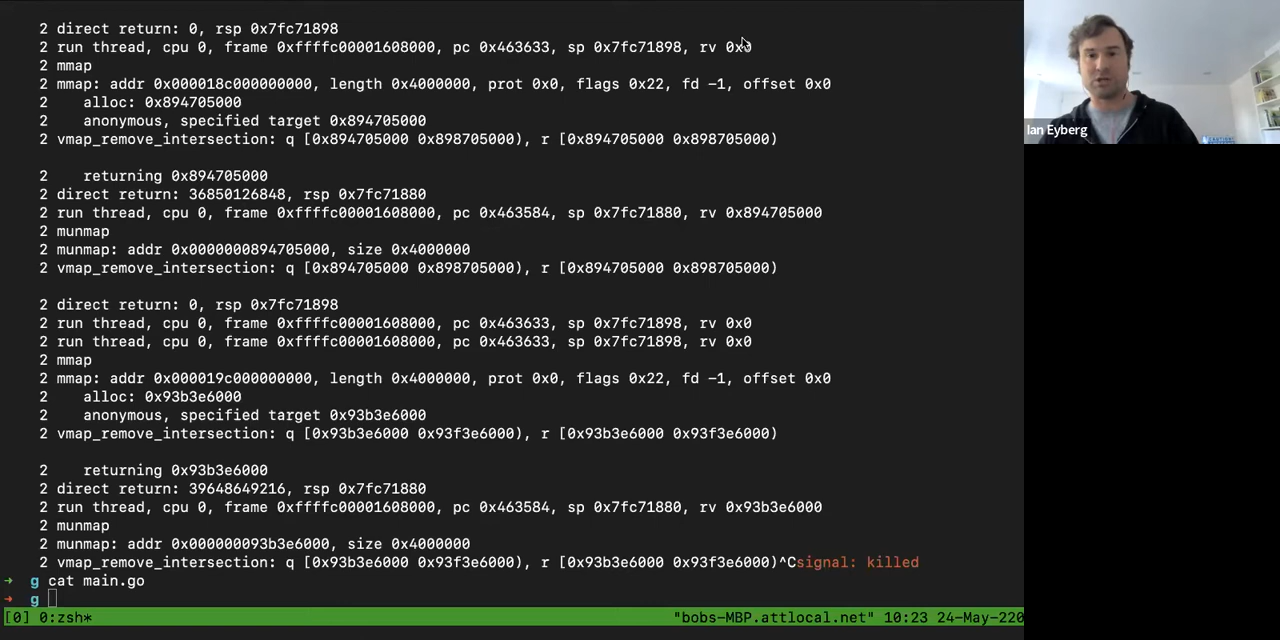 2 direct return: 0, rsp 0x7fc71898
2 run thread, cpu 0, frame 0xffffc00001608000, pc 0x463633, sp 0x7fc71898, rv 0x0
2 mmap
2 mmap: addr 0x000018c000000000, length 0x4000000, prot 0x0, flags 0x22, fd -1, offset 0x0
2    alloc: 0x894705000
2    anonymous, specified target 0x894705000
2 vmap_remove_intersection: q [0x894705000 0x898705000), r [0x894705000 0x898705000)
2    returning 0x894705000
2 direct return: 36850126848, rsp 0x7fc71880
2 run thread, cpu 0, frame 0xffffc00001608000, pc 0x463584, sp 0x7fc71880, rv 0x894705000
2 munmap
2 munmap: addr 0x0000000894705000, size 0x4000000
2 vmap_remove_intersection: q [0x894705000 0x898705000), r [0x894705000 0x898705000)
2 direct return: 0, rsp 0x7fc71898
2 run thread, cpu 0, frame 0xffffc00001608000, pc 0x463633, sp 0x7fc71898, rv 0x0
2 run thread, cpu 0, frame 0xffffc00001608000, pc 0x463633, sp 0x7fc71898, rv 0x0
2 mmap
2 mmap: addr 0x000019c000000000, length 0x4000000, prot 0x0, flags 0x22, fd -1, offset 0x0
2    alloc: 0x93b3e6000
2    anonymous, specified target 0x93b3e6000
2 vmap_remove_intersection: q [0x93b3e6000 0x93f3e6000), r [0x93b3e6000 0x93f3e6000)
2    returning 0x93b3e6000
2 direct return: 39648649216, rsp 0x7fc71880
2 run thread, cpu 0, frame 0xffffc00001608000, pc 0x463584, sp 0x7fc71880, rv 0x93b3e6000
2 munmap
2 munmap: addr 0x000000093b3e6000, size 0x4000000
2 vmap_remove_intersection: q [0x93b3e6000 0x93f3e6000), r [0x93b3e6000 0x93f3e6000)^Csignal: killed
→ g cat main.go
→ g
[0] 0:zsh* "bobs-MBP.attlocal.net" 10:23 24-May-220
Ian Eyberg